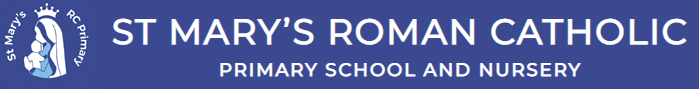 St Mary's RC Primary
ST MARY'S ROMAN CATHOLIC
PRIMARY SCHOOL AND NURSERY